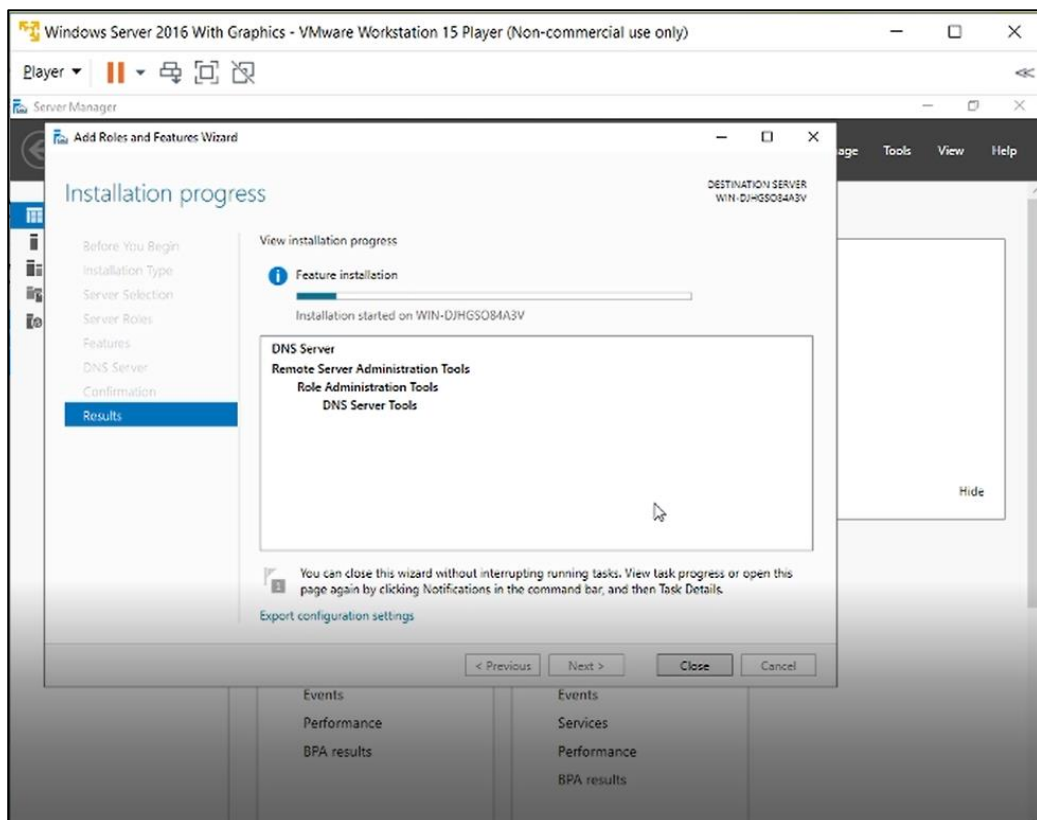 Windows Server 2016 With Graphics - VMware Workstation 15 Player (Non-commercial use only)
Player
Server Manager
Add Roles and Features Wizard
age Tools View Help
Installation progress
DESTINATION SERVER
WIN-DJHGSO84A3V
Before You Begin
Installation Type
Server Selection
Server Roles
Features
DNS Server
Confirmation
Results
View installation progress
Feature installation
Installation started on WIN-DJHGSO84A3V
DNS Server
Remote Server Administration Tools
Role Administration Tools
DNS Server Tools
Hide
1
You can close this wizard without interrupting running tasks. View task progress or open this
page again by clicking Notifications in the command bar, and then Task Details.
Export configuration settings
< Previous Next > Close Cancel
Events
Performance
BPA results
Events
Services
Performance
BPA results